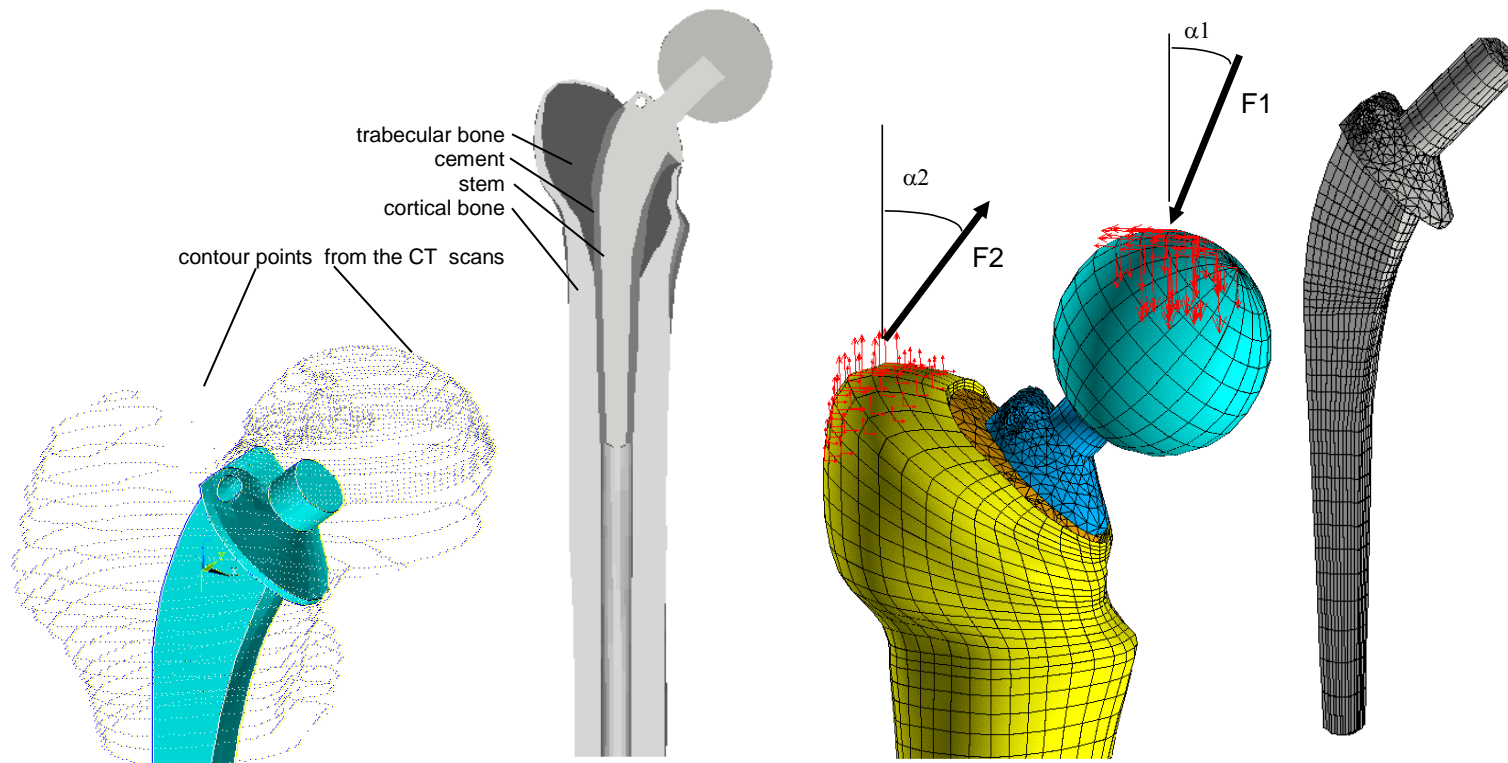 trabecular bone
cement
stem
cortical bone
contour points from the CT scans
α2
F2
α1
F1